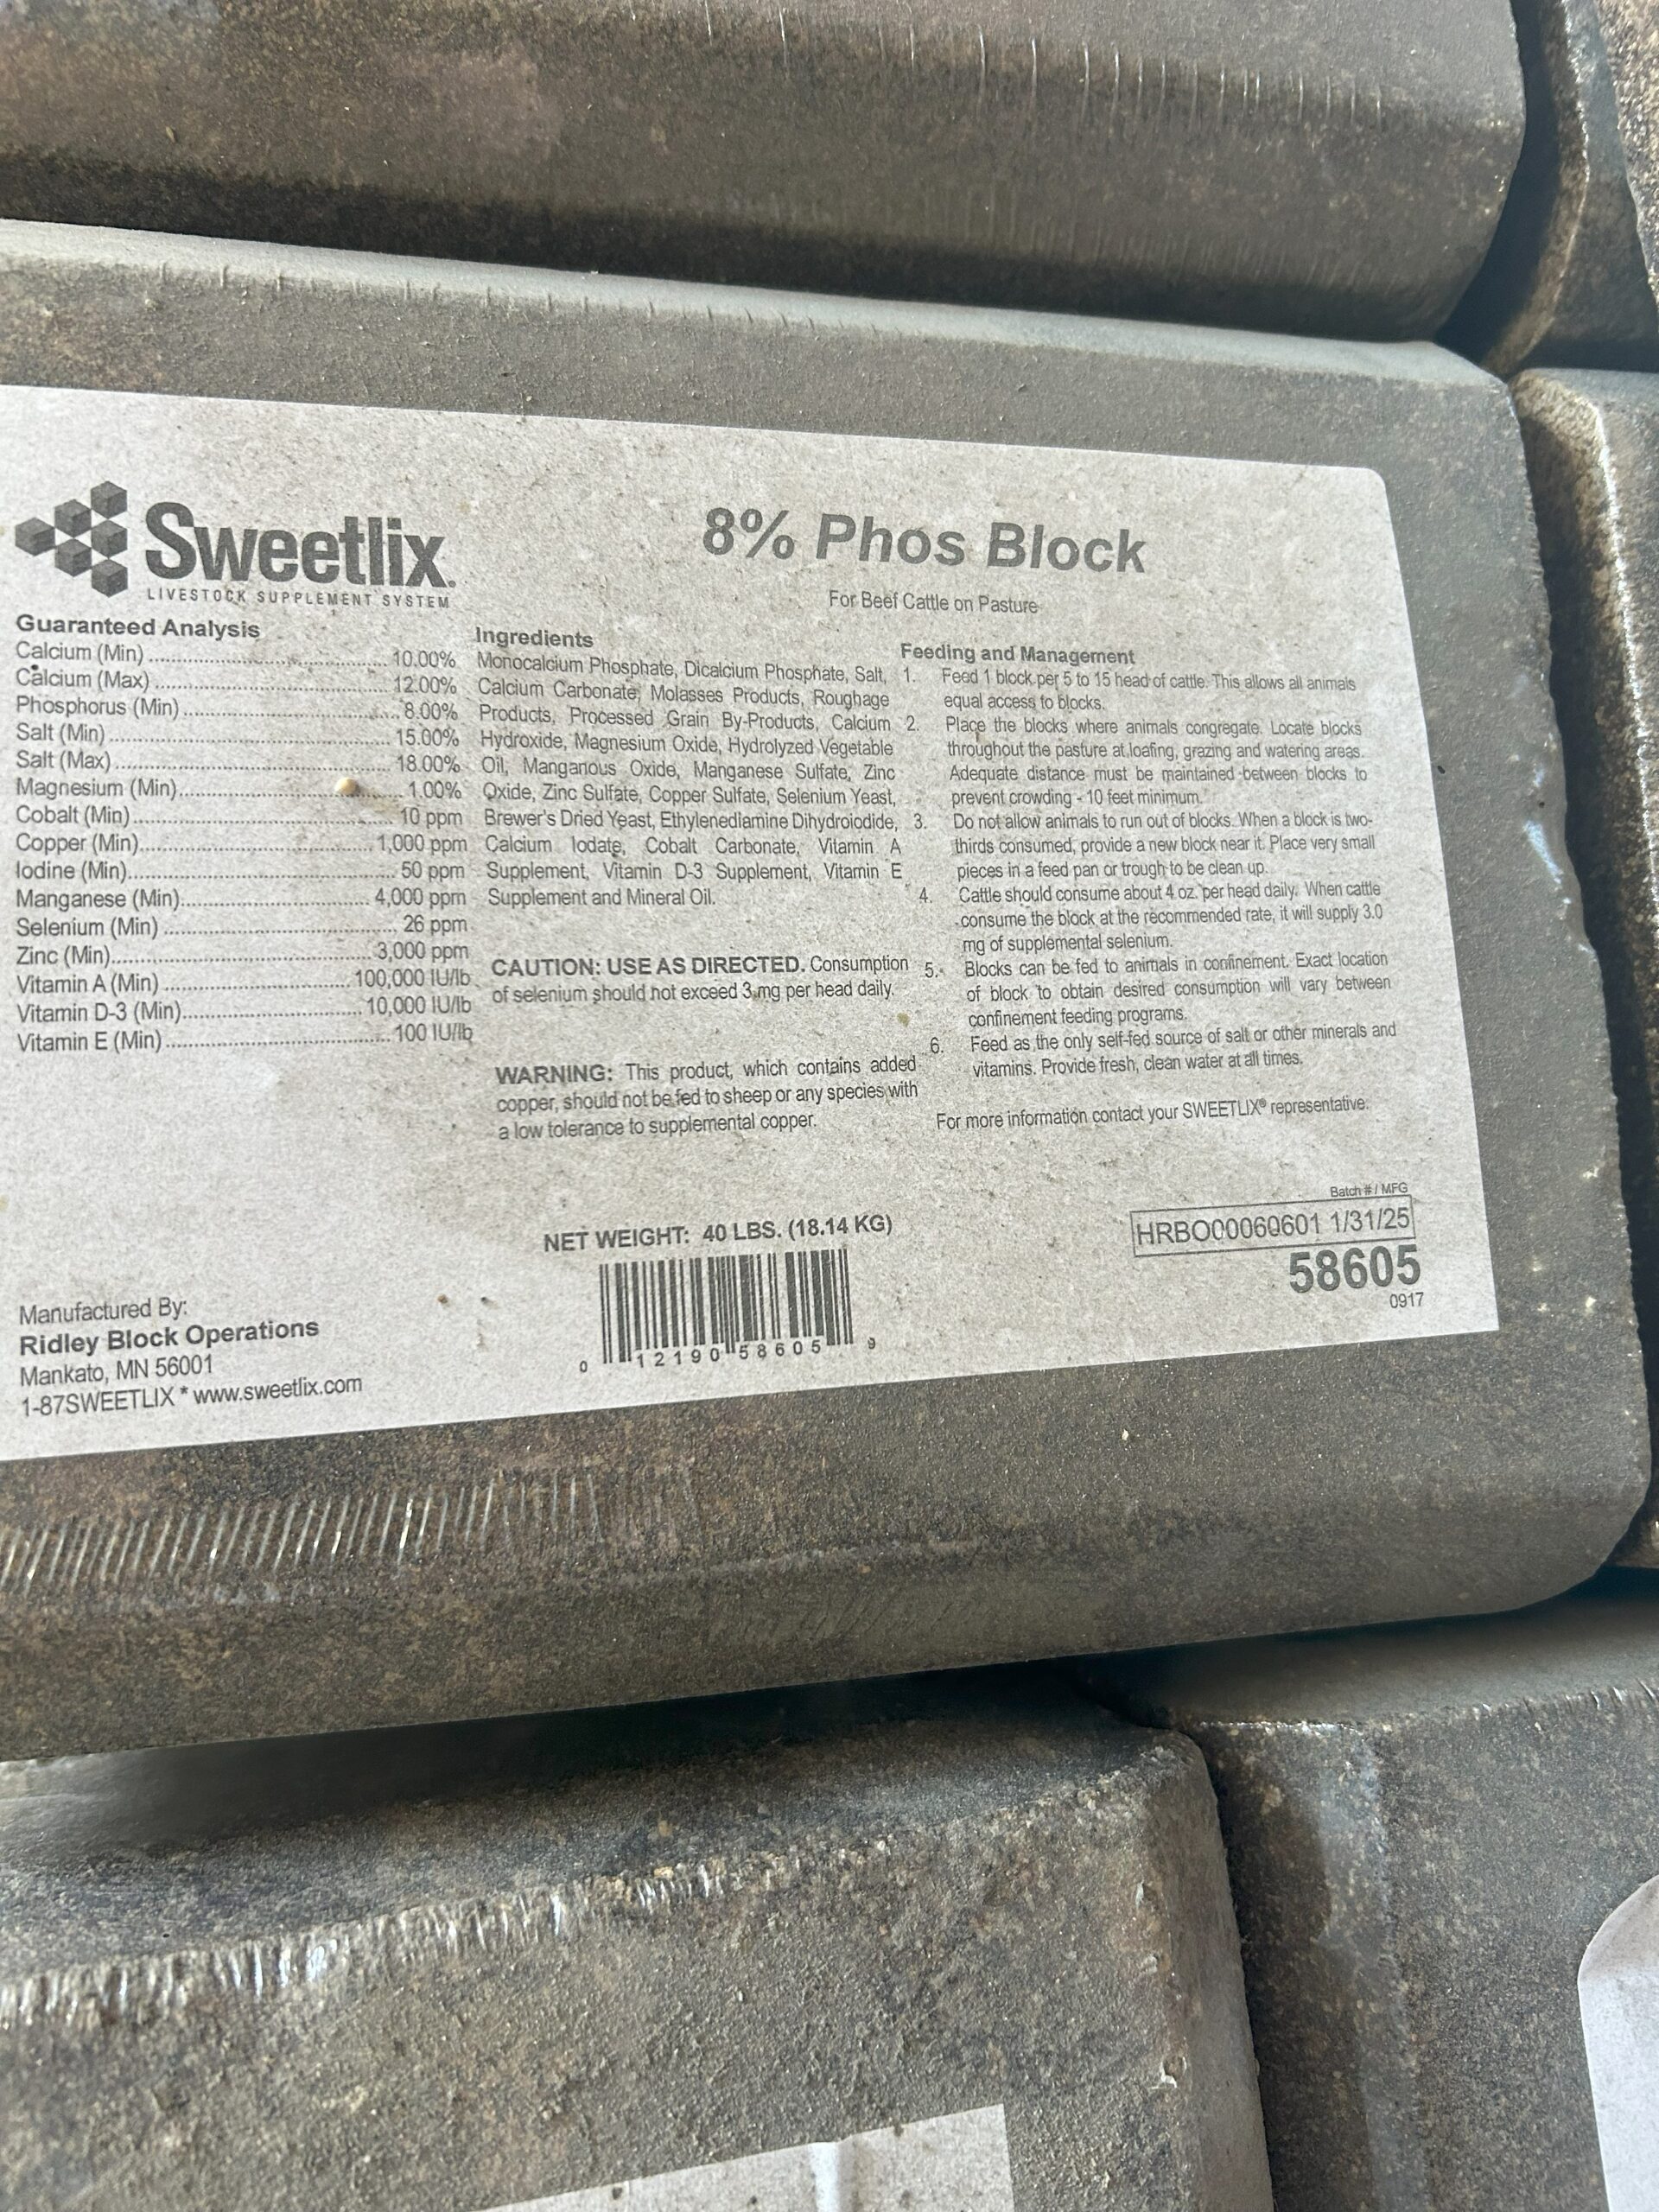 Sweetlix.
LIVESTOCK SUPPLEMENT SYSTEM
8% Phos Block
For Beef Cattle on Pasture
Guaranteed Analysis
Calcium (Min) 10.00%
Calcium (Max) 12.00%
Phosphorus (Min) 8.00%
Salt (Min) 15.00%
Salt (Max) 18.00%
Magnesium (Min) 1.00%
Cobalt (Min) 10 ppm
Copper (Min) 1,000 ppm
Iodine (Min) 50 ppm
Manganese (Min) 4,000 ppm
Selenium (Min) 26 ppm
Zinc (Min) 3,000 ppm
Vitamin A (Min) 100,000 IU/lb
Vitamin D-3 (Min) 10,000 IU/lb
Vitamin E (Min) 100 IU/lb
Ingredients
Monocalcium Phosphate, Dicalcium Phosphate, Salt,
Calcium Carbonate, Molasses Products, Roughage
Products, Processed Grain By-Products, Calcium
Hydroxide, Magnesium Oxide, Hydrolyzed Vegetable
Oil, Manganous Oxide, Manganese Sulfate, Zinc
Oxide, Zinc Sulfate, Copper Sulfate, Selenium Yeast,
Brewer's Dried Yeast, Ethylenediamine Dihydroiodide,
Calcium Iodate, Cobalt Carbonate, Vitamin A
Supplement, Vitamin D-3 Supplement, Vitamin E
Supplement and Mineral Oil.
CAUTION: USE AS DIRECTED. Consumption
of selenium should not exceed 3 mg per head daily.
WARNING: This product, which contains added
copper, should not be fed to sheep or any species with
a low tolerance to supplemental copper.
Feeding and Management
1. Feed 1 block per 5 to 15 head of cattle. This allows all animals
equal access to blocks.
2. Place the blocks where animals congregate. Locate blocks
throughout the pasture at loafing, grazing and watering areas.
Adequate distance must be maintained between blocks to
prevent crowding - 10 feet minimum.
3. Do not allow animals to run out of blocks. When a block is two-
thirds consumed, provide a new block near it. Place very small
pieces in a feed pan or trough to be clean up.
4. Cattle should consume about 4 oz. per head daily. When cattle
consume the block at the recommended rate, it will supply 3.0
mg of supplemental selenium.
5. Blocks can be fed to animals in confinement. Exact location
of block to obtain desired consumption will vary between
confinement feeding programs.
6. Feed as the only self-fed source of salt or other minerals and
vitamins. Provide fresh, clean water at all times.
For more information contact your SWEETLIX® representative.
NET WEIGHT: 40 LBS. (18.14 KG)
0 12190 58605 9
Batch # / MFG
HRBO00060601 1/31/25
58605
0917
Manufactured By:
Ridley Block Operations
Mankato, MN 56001
1-87SWEETLIX * www.sweetlix.com